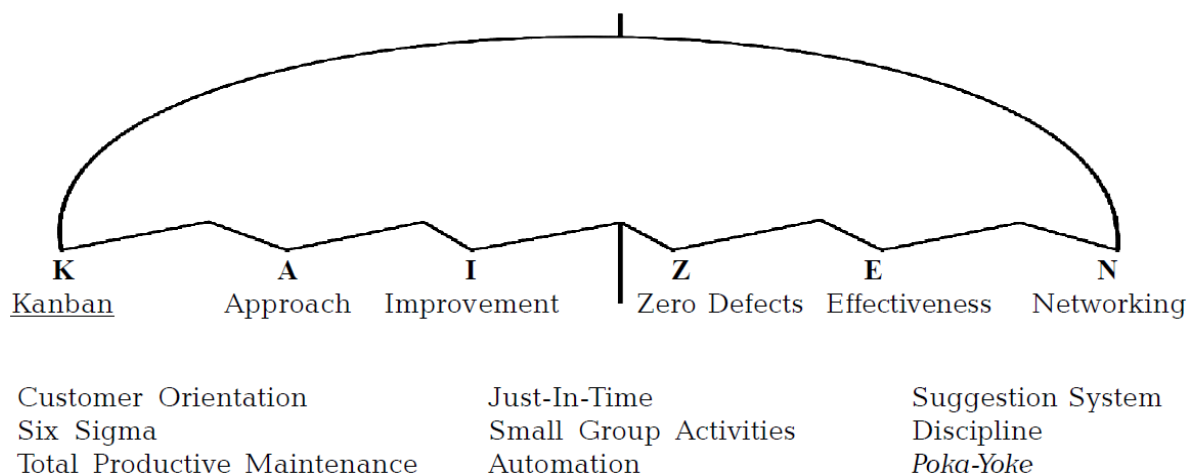 K A I Z E N
Kanban Approach Improvement Zero Defects Effectiveness Networking
Customer Orientation Just-In-Time Suggestion System
Six Sigma Small Group Activities Discipline
Total Productive Maintenance Automation Poka-Yoke